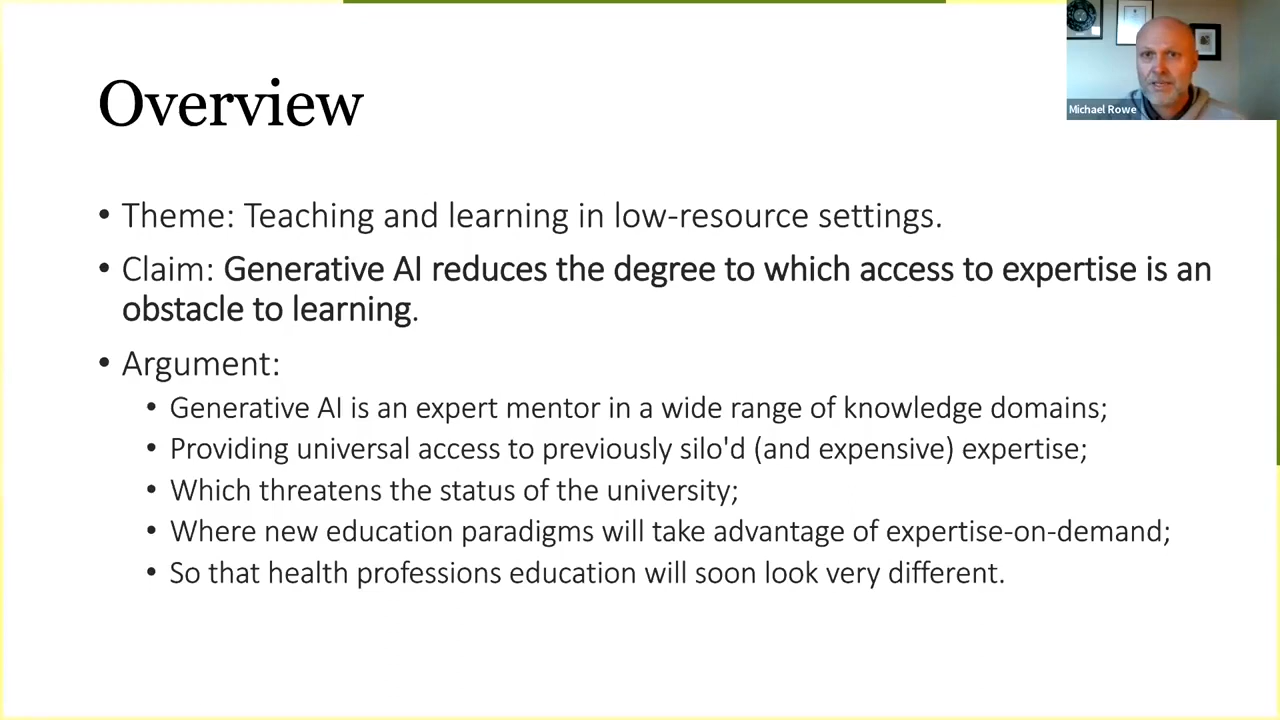 Overview
Michael Rowe
• Theme: Teaching and learning in low-resource settings.
• Claim: Generative AI reduces the degree to which access to expertise is an
obstacle to learning.
• Argument:
• Generative AI is an expert mentor in a wide range of knowledge domains;
• Providing universal access to previously silo'd (and expensive) expertise;
• Which threatens the status of the university;
• Where new education paradigms will take advantage of expertise-on-demand;
• So that health professions education will soon look very different.